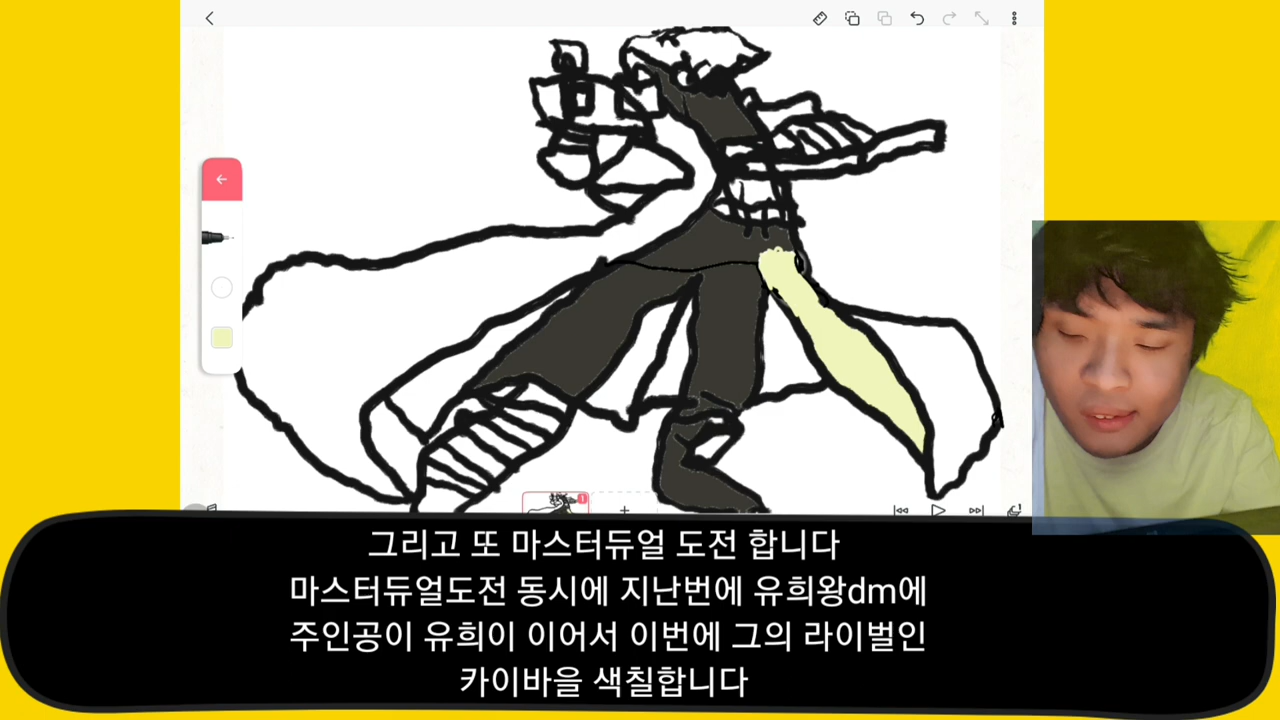 그리고 또 마스터듀얼 도전 합니다
마스터듀얼도전 동시에 지난번에 유희왕dm에
주인공이 유희이 이어서 이번에 그의 라이벌인
카이바을 색칠합니다